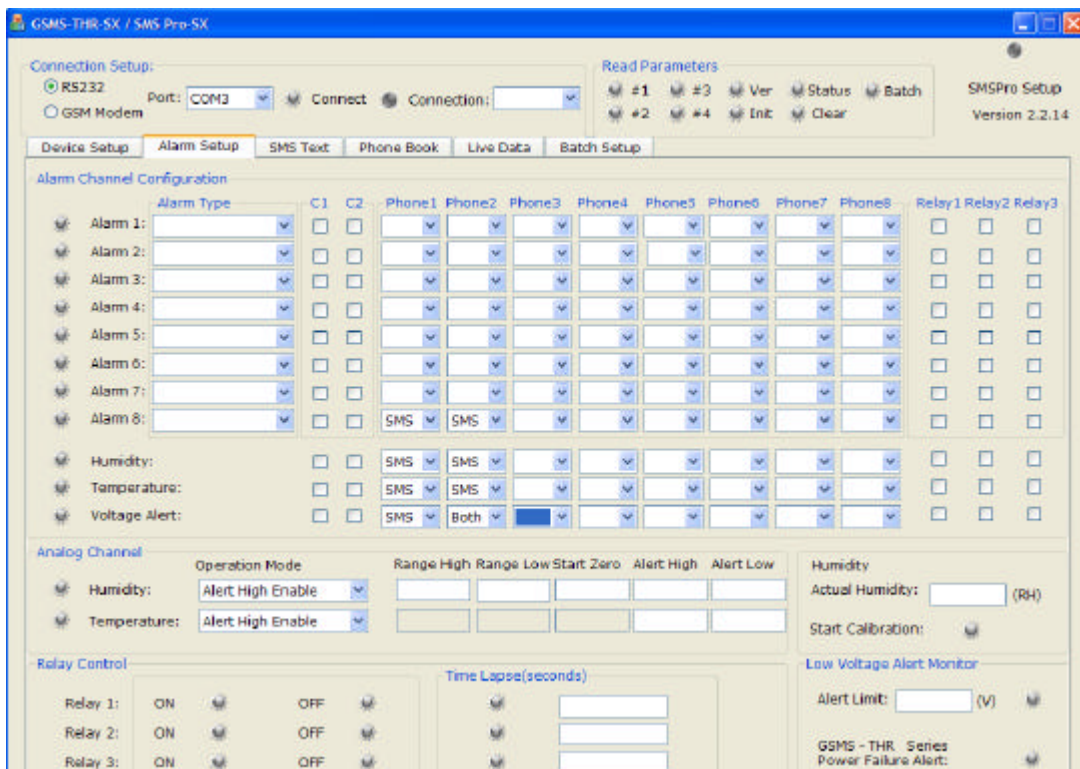 GSMS-THR-SX / SMS Pro-SX
Connection Setup:
RS232
GSM Modem
Port: COM3 Connect Connection:
Read Parameters
#1 #3 Ver Status Batch
#2 #4 Init Clear
SMSPro Setup
Version 2.2.14
Device Setup Alarm Setup SMS Text Phone Book Live Data Batch Setup
Alarm Channel Configuration
Alarm Type C1 C2 Phone1 Phone2 Phone3 Phone4 Phone5 Phone6 Phone7 Phone8 Relay1 Relay2 Relay3
Alarm 1:
Alarm 2:
Alarm 3:
Alarm 4:
Alarm 5:
Alarm 6:
Alarm 7:
Alarm 8: SMS SMS
Humidity: SMS SMS
Temperature: SMS SMS
Voltage Alert: SMS Both
Analog Channel
Operation Mode Range High Range Low Start Zero Alert High Alert Low
Humidity: Alert High Enable
Temperature: Alert High Enable
Humidity
Actual Humidity: (RH)
Start Calibration:
Relay Control
Time Lapse(seconds)
Relay 1: ON OFF
Relay 2: ON OFF
Relay 3: ON OFF
Low Voltage Alert Monitor
Alert Limit: (V)
GSMS - THR Series
Power Failure Alert: